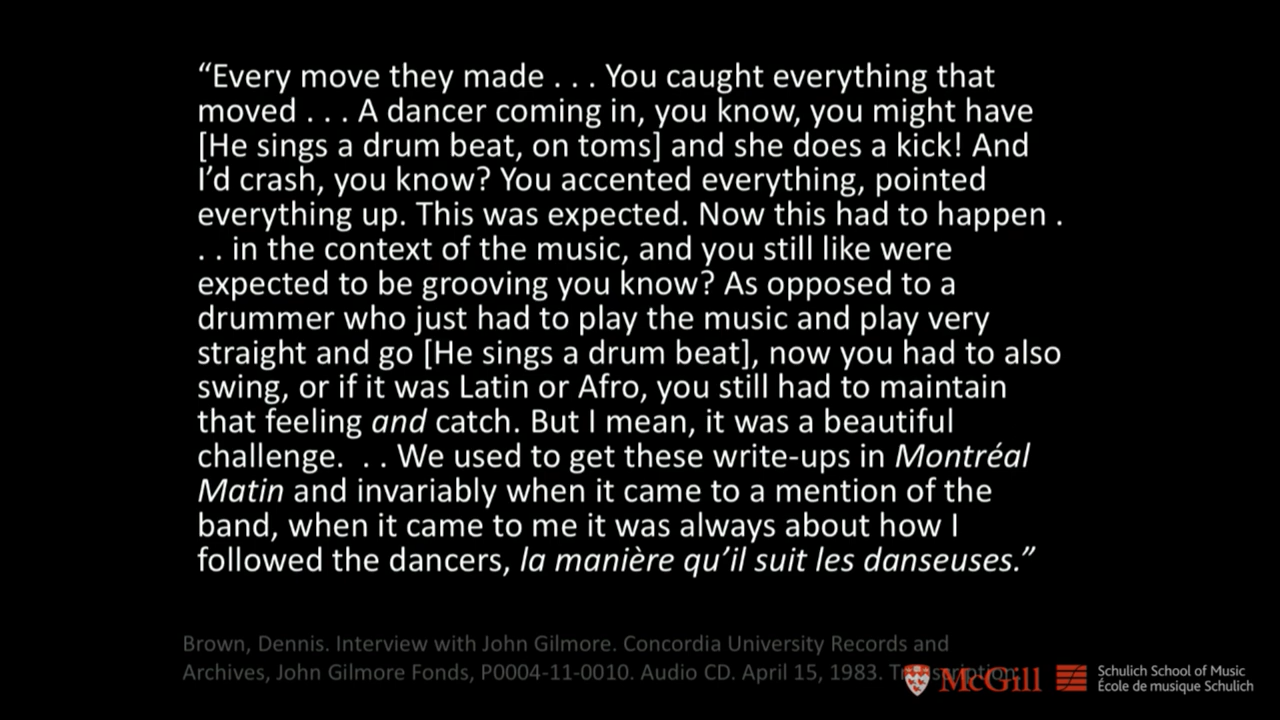 “Every move they made . . . You caught everything that
moved . . . A dancer coming in, you know, you might have
[He sings a drum beat, on toms] and she does a kick! And
I’d crash, you know? You accented everything, pointed
everything up. This was expected. Now this had to happen .
. . in the context of the music, and you still like were
expected to be grooving you know? As opposed to a
drummer who just had to play the music and play very
straight and go [He sings a drum beat], now you had to also
swing, or if it was Latin or Afro, you still had to maintain
that feeling and catch. But I mean, it was a beautiful
challenge. . . We used to get these write-ups in Montréal
Matin and invariably when it came to a mention of the
band, when it came to me it was always about how I
followed the dancers, la manière qu’il suit les danseuses.”
Brown, Dennis. Interview with John Gilmore. Concordia University Records and
Archives, John Gilmore Fonds, P0004-11-0010. Audio CD. April 15, 1983.
McGill
Schulich School of Music
École de musique Schulich